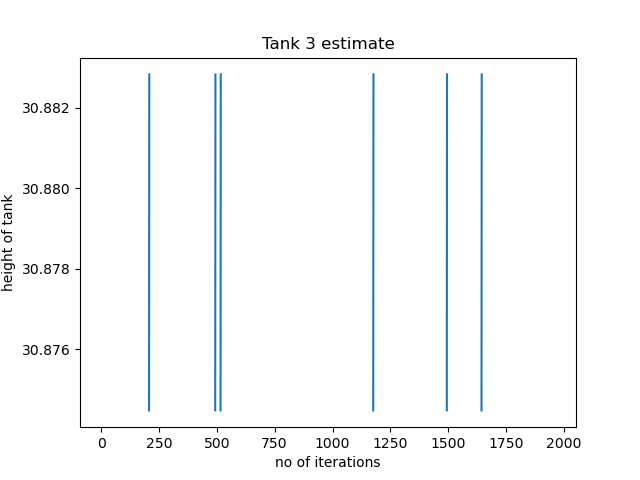 Tank 3 estimate
30.882
30.880
30.878
30.876
height of tank
0 250 500 750 1000 1250 1500 1750 2000
no of iterations